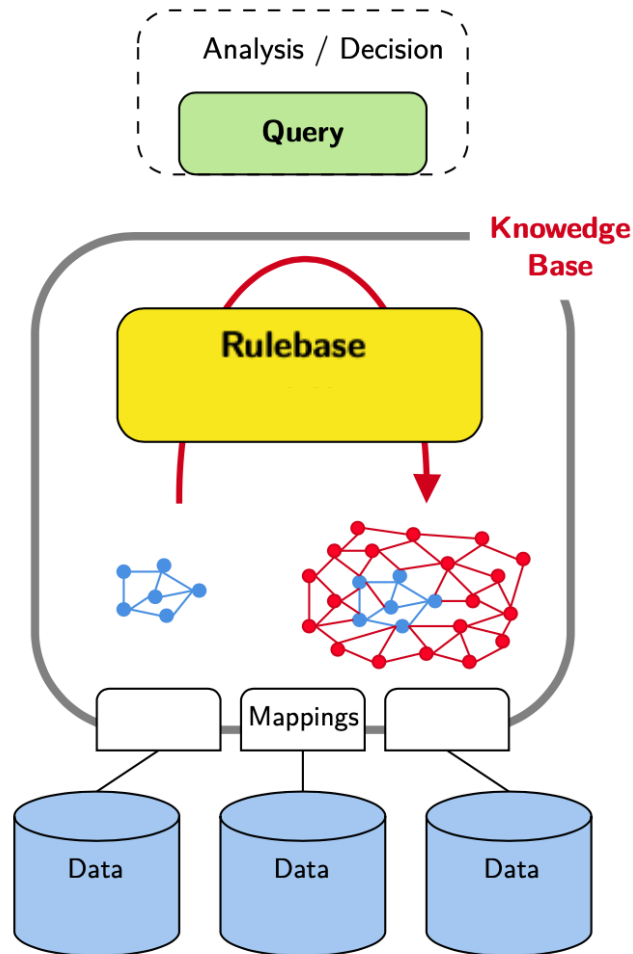 Analysis / Decision
Query
Knowedge
Base
Rulebase
Mappings
Data
Data
Data